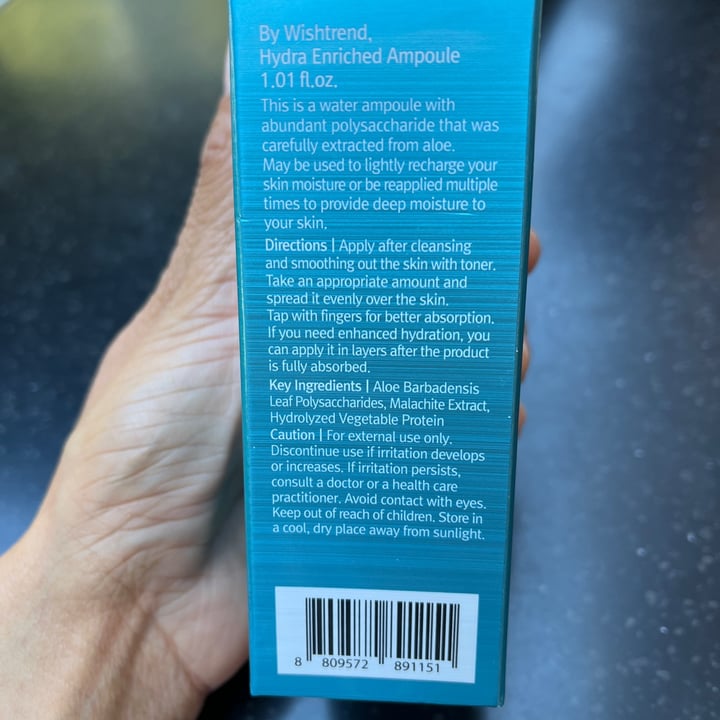 By Wishtrend,
Hydra Enriched Ampoule
1.01 fl.oz.
This is a water ampoule with
abundant polysaccharide that was
carefully extracted from aloe.
May be used to lightly recharge your
skin moisture or be reapplied multiple
times to provide deep moisture to
your skin.
Directions | Apply after cleansing
and smoothing out the skin with toner.
Take an appropriate amount and
spread it evenly over the skin.
Tap with fingers for better absorption.
If you need enhanced hydration, you
can apply it in layers after the product
is fully absorbed.
Key Ingredients | Aloe Barbadensis
Leaf Polysaccharides, Malachite Extract,
Hydrolyzed Vegetable Protein
Caution | For external use only.
Discontinue use if irritation develops
or increases. If irritation persists,
consult a doctor or a health care
practitioner. Avoid contact with eyes.
Keep out of reach of children. Store in
a cool, dry place away from sunlight.
8 809572 891151